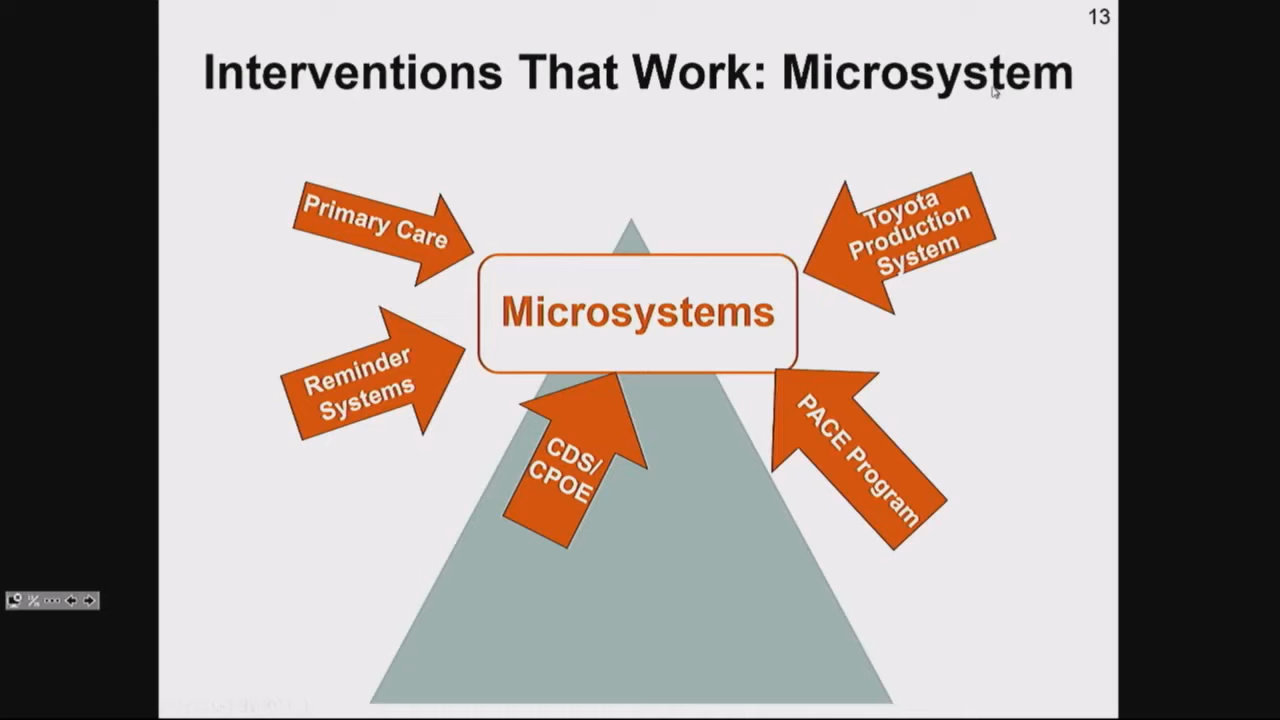 13
Interventions That Work: Microsystem
Primary Care
Toyota
Production
System
Microsystems
Reminder
Systems
CDS/
CPOE
PACE Program